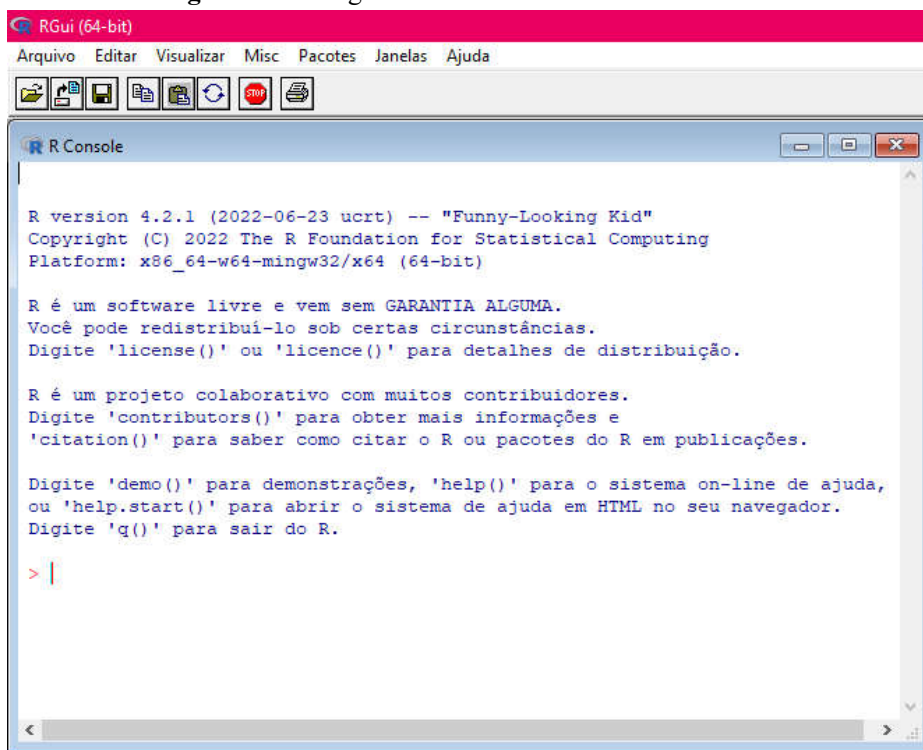 RGui (64-bit)
Arquivo Editar Visualizar Misc Pacotes Janelas Ajuda
STOP
R Console
R version 4.2.1 (2022-06-23 ucrt) -- "Funny-Looking Kid"
Copyright (C) 2022 The R Foundation for Statistical Computing
Platform: x86_64-w64-mingw32/x64 (64-bit)
R é um software livre e vem sem GARANTIA ALGUMA.
Você pode redistribuí-lo sob certas circunstâncias.
Digite 'license()' ou 'licence()' para detalhes de distribuição.
R é um projeto colaborativo com muitos contribuidores.
Digite 'contributors()' para obter mais informações e
'citation()' para saber como citar o R ou pacotes do R em publicações.
Digite 'demo()' para demonstrações, 'help()' para o sistema on-line de ajuda,
ou 'help.start()' para abrir o sistema de ajuda em HTML no seu navegador.
Digite 'q()' para sair do R.
>